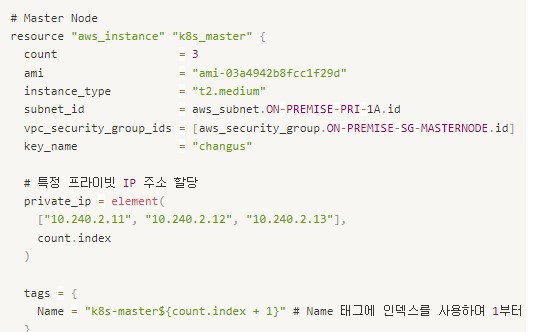 # Master Node
resource "aws_instance" "k8s_master" {
  count                  = 3
  ami                    = "ami-03a4942b8fcc1f29d"
  instance_type          = "t2.medium"
  subnet_id              = aws_subnet.ON-PREMISE-PRI-1A.id
  vpc_security_group_ids = [aws_security_group.ON-PREMISE-SG-MASTERNODE.id]
  key_name               = "changus"
  # 특정 프라이빗 IP 주소 할당
  private_ip = element(
    ["10.240.2.11", "10.240.2.12", "10.240.2.13"],
    count.index
  )
  tags = {
    Name = "k8s-master${count.index + 1}" # Name 태그에 인덱스를 사용하여 1부터
  }